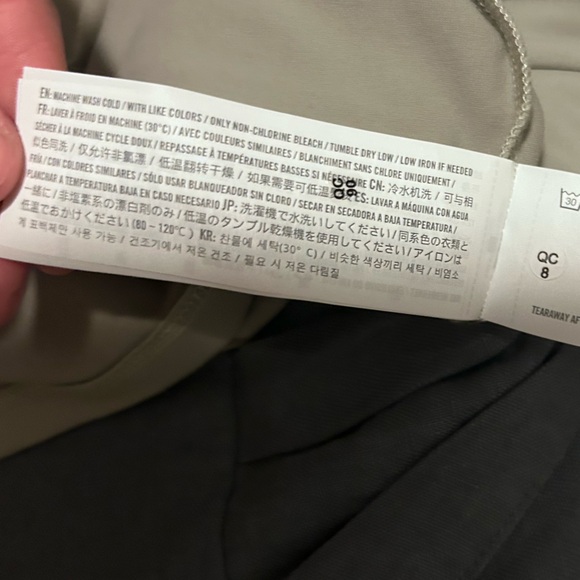 EN: MACHINE WASH COLD / WITH LIKE COLORS / ONLY NON-CHLORINE BLEACH / TUMBLE DRY LOW / LOW IRON IF NEEDED
FR: LAVER À FROID EN MACHINE (30°C) / AVEC COULEURS SIMILAIRES / BLANCHIMENT SANS CHLORE UNIQUEMENT /
SÉCHER À LA MACHINE CYCLE DOUX / REPASSAGE À TEMPÉRATURES BASSES SI NÉCESSAIRE CN: 冷水机洗 / 可与相
似色同洗 / 仅允许非氯漂 / 低温翻转干燥 / 如果需要可低温 ES: LAVAR A MÁQUINA CON AGUA
FRÍA / CON COLORES SIMILARES / SÓLO USAR BLANQUEADOR SIN CLORO / SECAR EN SECADORA A BAJA TEMPERATURA /
PLANCHAR A TEMPERATURA BAJA EN CASO NECESARIO JP: 洗濯機で水洗いしてください / 同系色の衣類と
一緒に / 非塩素系の漂白剤のみ / 低温のタンブル乾燥機を使用してください / アイロンは
低温でおかけください (80 ~ 120°C) KR: 찬물에 세탁(30° C) / 비슷한 색상끼리 세탁 / 비염소
계 표백제만 사용 가능 / 건조기에서 저온 건조 / 필요 시 저온 다림질
QC
90
30
QC
8
TEARAWAY